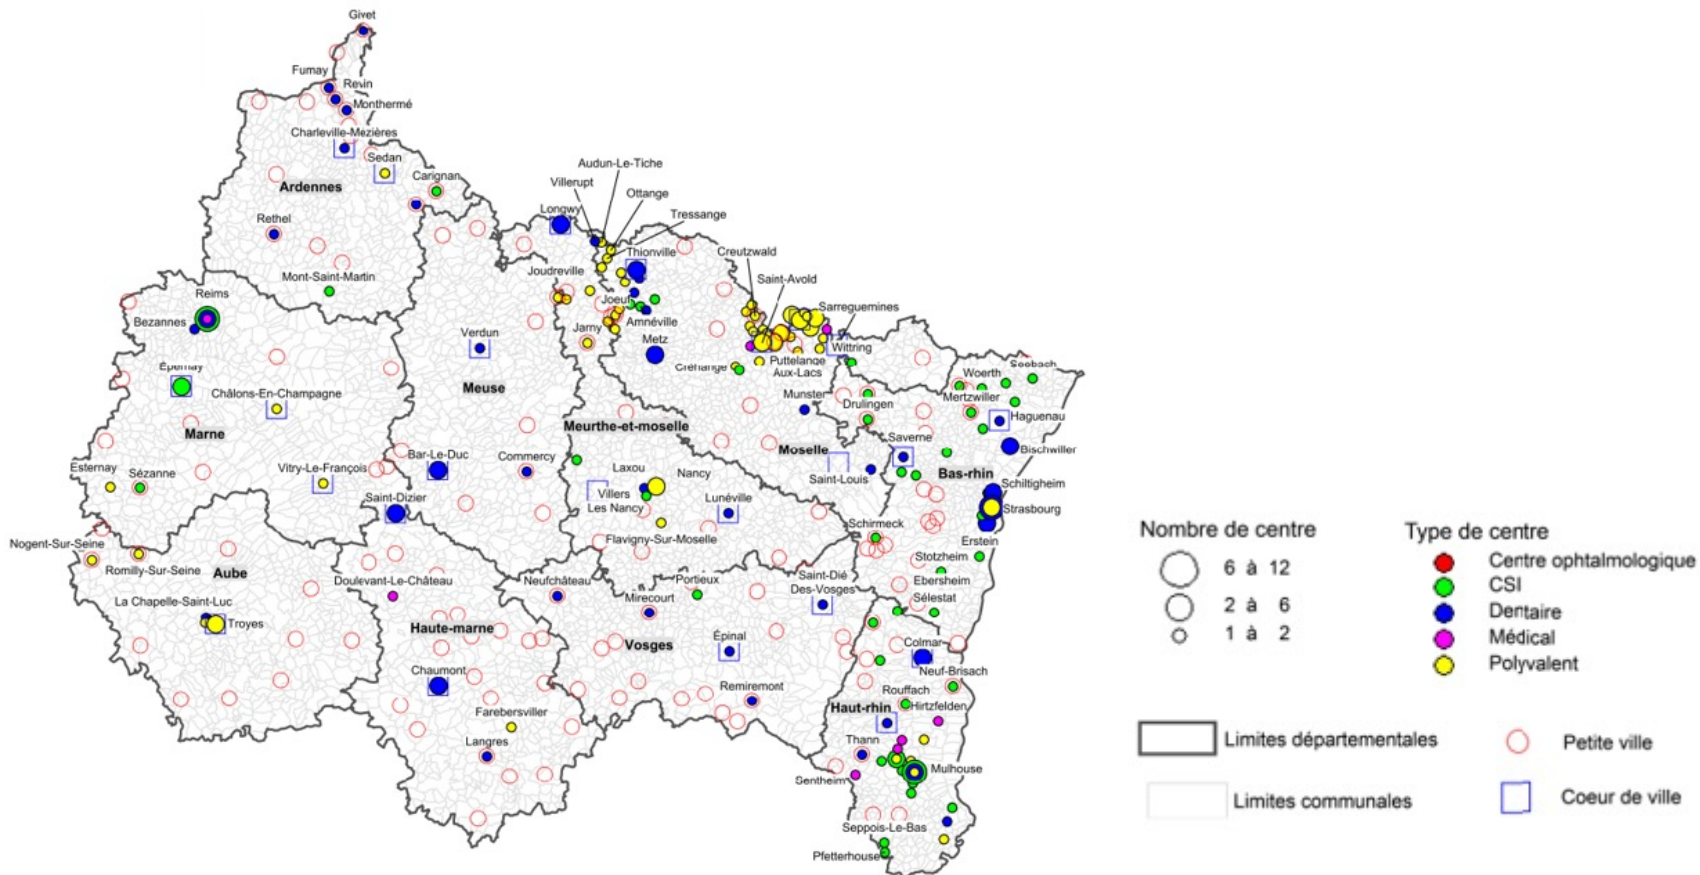 Givet
Fumay
Revin
Monthermé
Charleville-Mezières
Sedan
Ardennes
Carignan
Rethel
Mont-Saint-Martin
Reims
Bezannes
Épernay
Châlons-En-Champagne
Marne
Esternay
Sézanne
Vitry-Le-François
Saint-Dizier
Nogent-Sur-Seine
Romilly-Sur-Seine
Aube
La Chapelle-Saint-Luc
Troyes
Verdun
Meuse
Bar-Le-Duc
Commercy
Doulevant-Le-Château
Haute-marne
Chaumont
Farebersviller
Langres
Longwy
Villerupt
Audun-Le-Tiche
Ottange
Tressange
Thionville
Joudreville
Joeuf
Jarny
Amnéville
Metz
Creutzwald
Saint-Avold
Sarreguemines
Wittring
Puttelange
Aux-Lacs
Créhange
Munster
Meurthe-et-moselle
Moselle
Saint-Louis
Laxou
Nancy
Villers
Les Nancy
Lunéville
Flavigny-Sur-Moselle
Neufchâteau
Portieux
Mirecourt
Saint-Dié
Des-Vosges
Vosges
Épinal
Remiremont
Drulingen
Woerth
Seebach
Mertzwiller
Haguenau
Saverne
Bischwiller
Bas-rhin
Schiltigheim
Strasbourg
Schirmeck
Erstein
Stotzheim
Ebersheim
Sélestat
Colmar
Neuf-Brisach
Rouffach
Hirtzfelden
Haut-rhin
Thann
Sentheim
Mulhouse
Seppois-Le-Bas
Pfetterhouse
Nombre de centre
6 à 12
2 à 6
1 à 2
Type de centre
Centre ophtalmologique
CSI
Dentaire
Médical
Polyvalent
Limites départementales
Petite ville
Limites communales
Coeur de ville